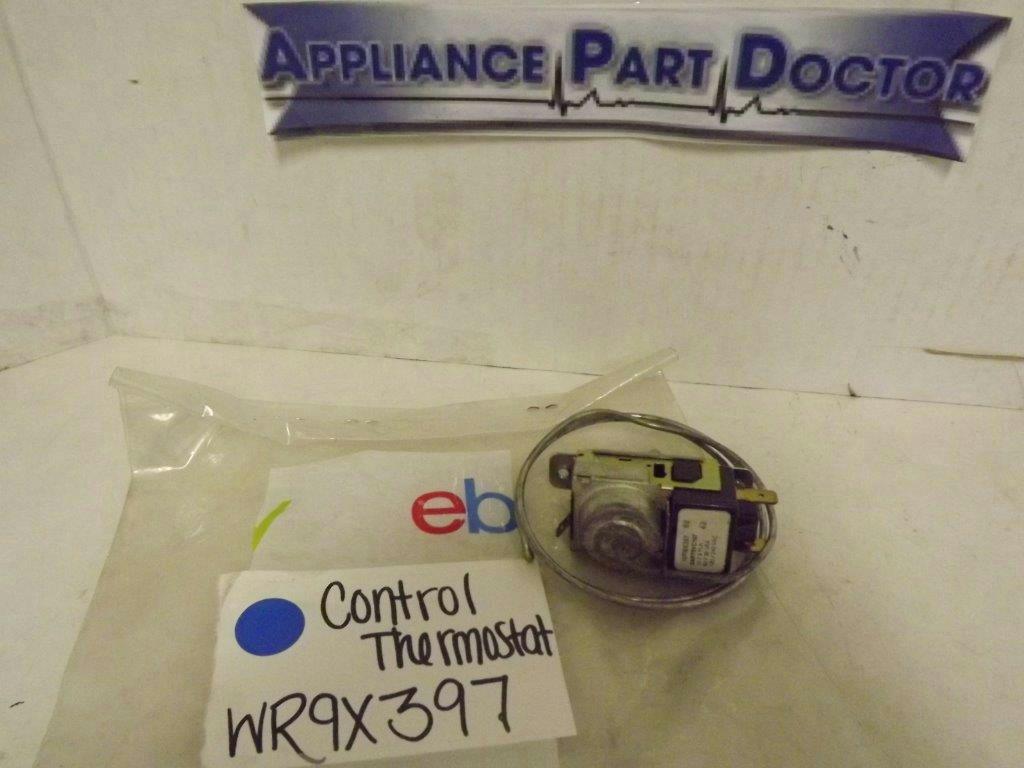 APPLIANCE PART DOCTOR
eb
Control
Thermostat
WR9X397